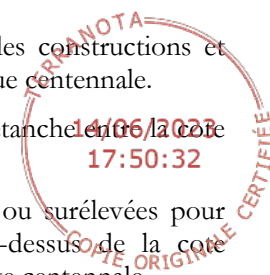 les constructions et
ue centennale.
TERRANOTA
étanche entre la cote
14/06/2023
17:50:32
ou surélevées pour
-dessus de la cote
COPIE ORIGINALE CERTIFIÉE